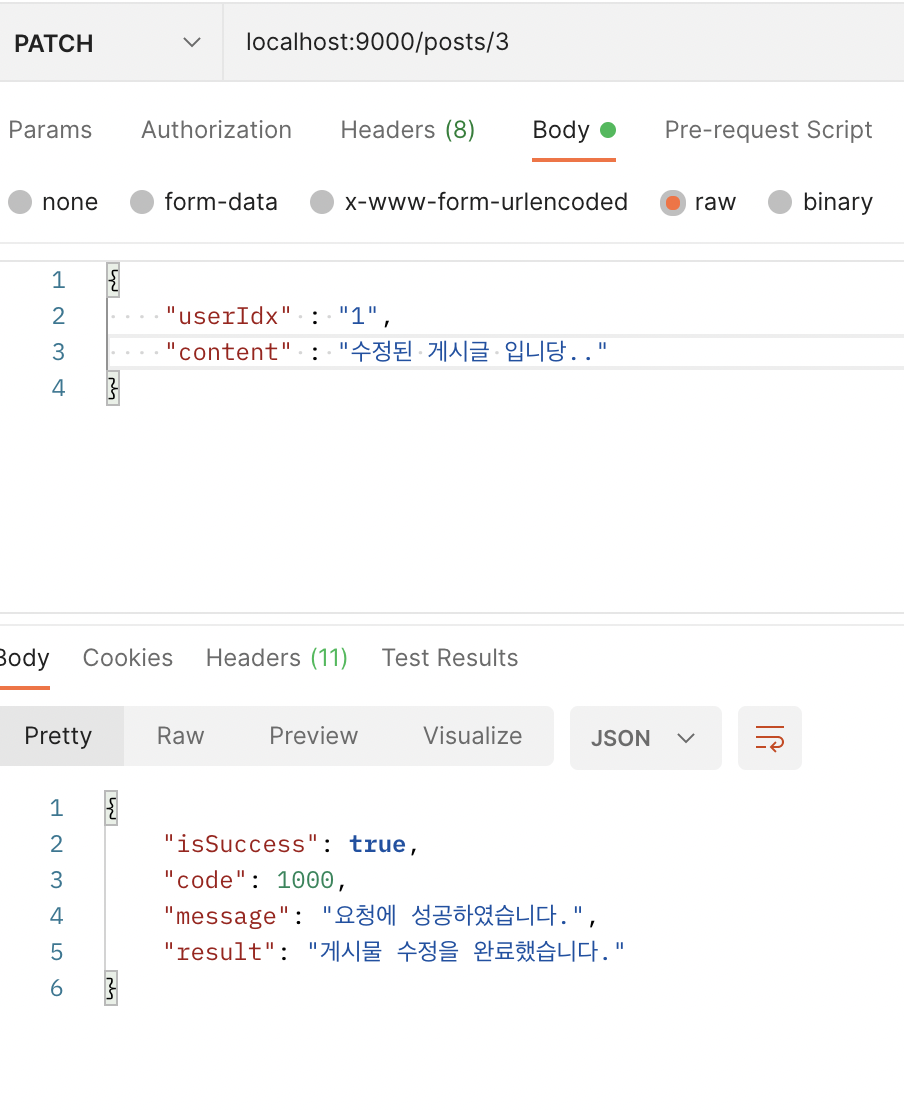 PATCH localhost:9000/posts/3
Params Authorization Headers (8) Body Pre-request Script
none form-data x-www-form-urlencoded raw binary
1 {
2 "userIdx" : "1",
3 "content" : "수정된 게시글 입니당.."
4 }
Body Cookies Headers (11) Test Results
Pretty Raw Preview Visualize JSON
1 {
2 "isSuccess": true,
3 "code": 1000,
4 "message": "요청에 성공하였습니다.",
5 "result": "게시물 수정을 완료했습니다."
6 }